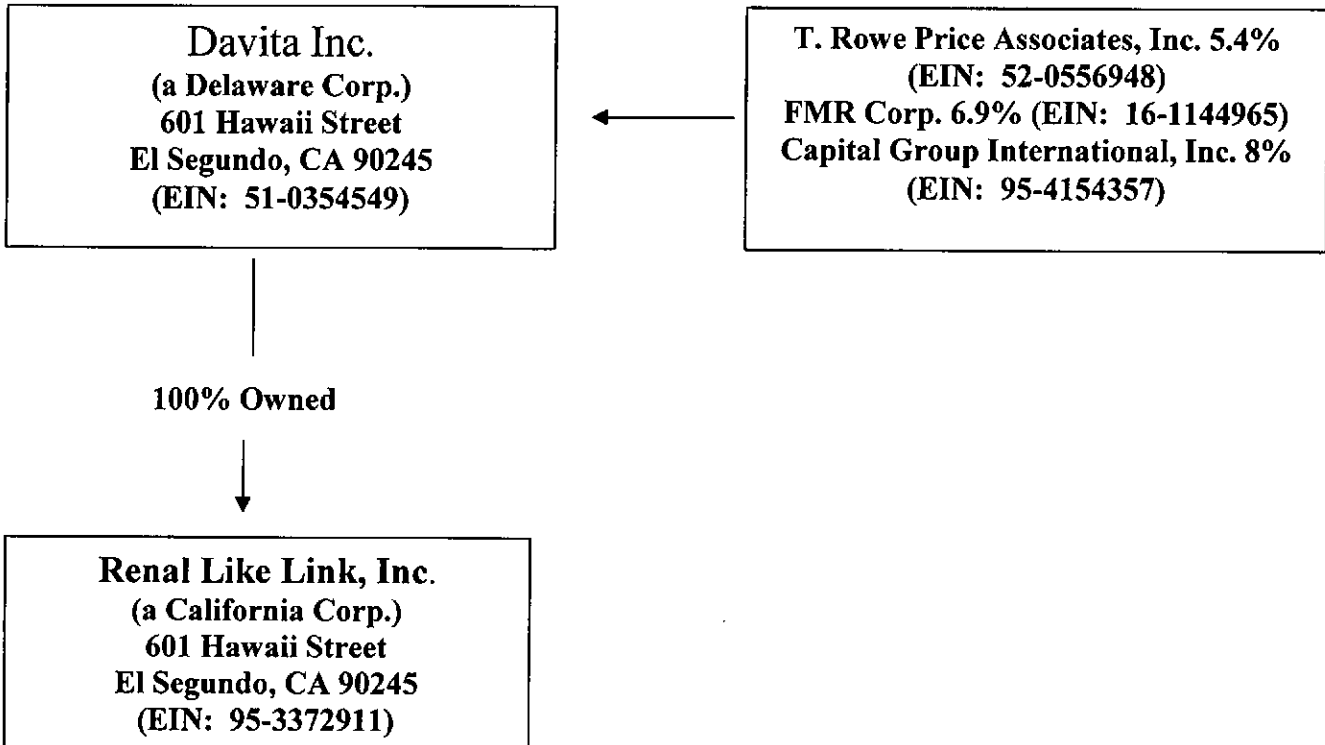 Davita Inc.
(a Delaware Corp.)
601 Hawaii Street
El Segundo, CA 90245
(EIN: 51-0354549)
T. Rowe Price Associates, Inc. 5.4%
(EIN: 52-0556948)
FMR Corp. 6.9% (EIN: 16-1144965)
Capital Group International, Inc. 8%
(EIN: 95-4154357)
100% Owned
Renal Like Link, Inc.
(a California Corp.)
601 Hawaii Street
El Segundo, CA 90245
(EIN: 95-3372911)